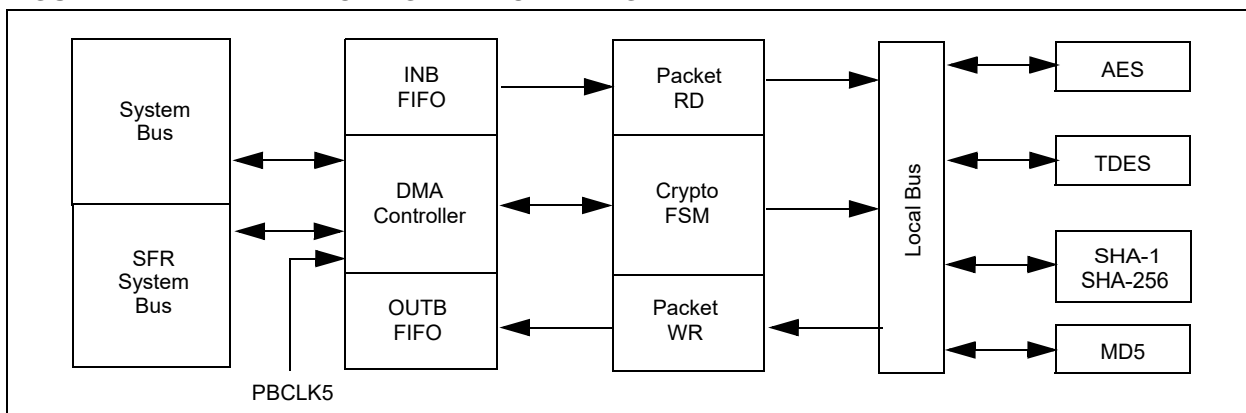 System
Bus
SFR
System
Bus
PBCLK5
INB
FIFO
DMA
Controller
OUTB
FIFO
Packet
RD
Crypto
FSM
Packet
WR
Local Bus
AES
TDES
SHA-1
SHA-256
MD5